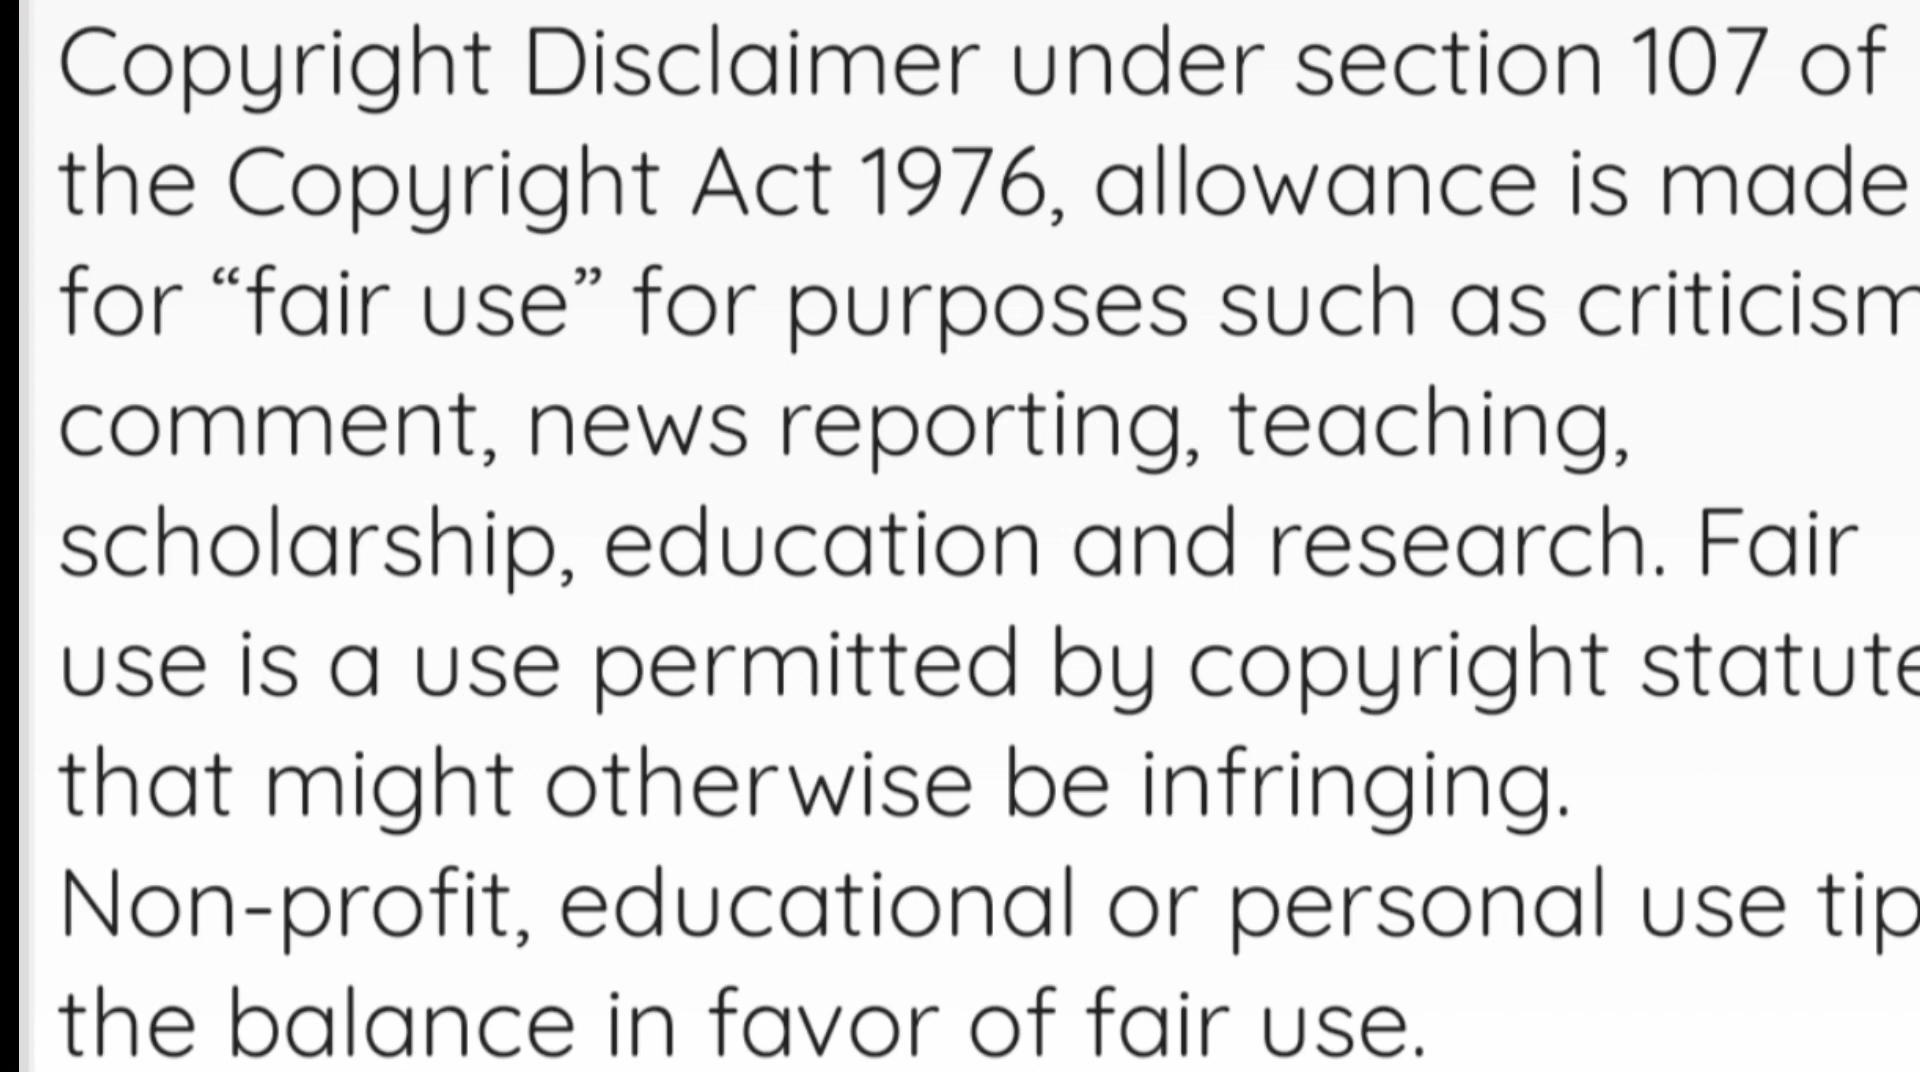 Copyright Disclaimer under section 107 of
the Copyright Act 1976, allowance is made
for “fair use” for purposes such as criticism
comment, news reporting, teaching,
scholarship, education and research. Fair
use is a use permitted by copyright statute
that might otherwise be infringing.
Non-profit, educational or personal use tip
the balance in favor of fair use.